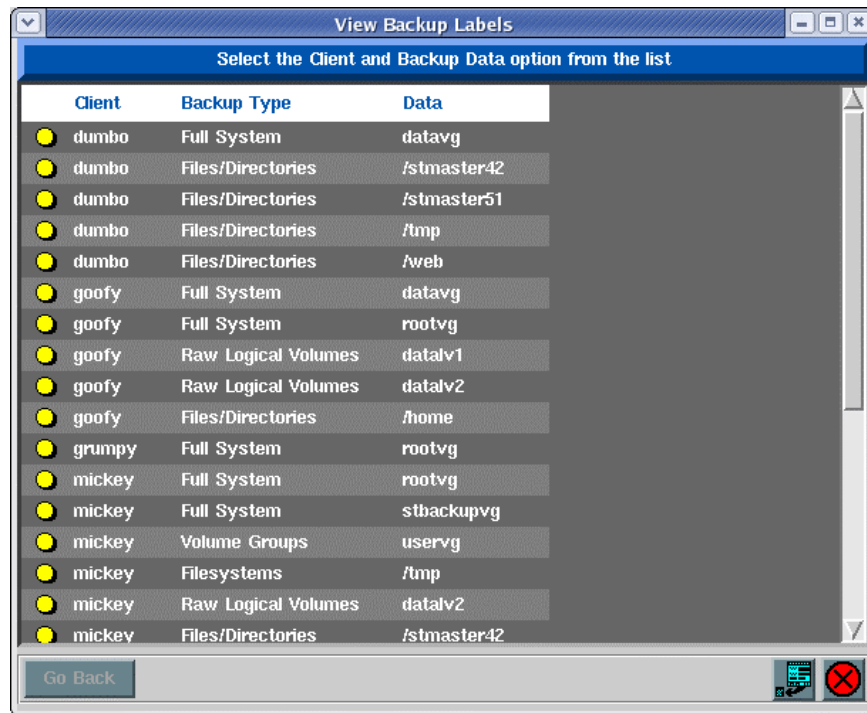 View Backup Labels
Select the Client and Backup Data option from the list
Client Backup Type Data
dumbo Full System datavg
dumbo Files/Directories /stmaster42
dumbo Files/Directories /stmaster51
dumbo Files/Directories /tmp
dumbo Files/Directories /web
goofy Full System datavg
goofy Full System rootvg
goofy Raw Logical Volumes datalv1
goofy Raw Logical Volumes datalv2
goofy Files/Directories /home
grumpy Full System rootvg
mickey Full System rootvg
mickey Full System stbackupvg
mickey Volume Groups uservg
mickey Filesystems /tmp
mickey Raw Logical Volumes datalv2
mickey Files/Directories /stmaster42
Go Back